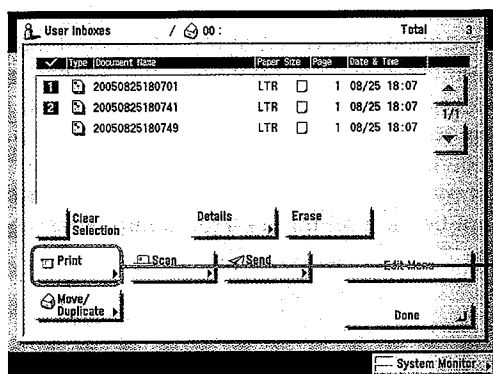 User Inboxes / 00 : Total 3
✓ Type Document Name Paper Size Page Date & Time
1 20050825180701 LTR 1 08/25 18:07
2 20050825180741 LTR 1 08/25 18:07
20050825180749 LTR 1 08/25 18:07
1/1
Clear Selection Details Erase
Print Scan Send Edit Menu
Move/ Duplicate Done
System Monitor